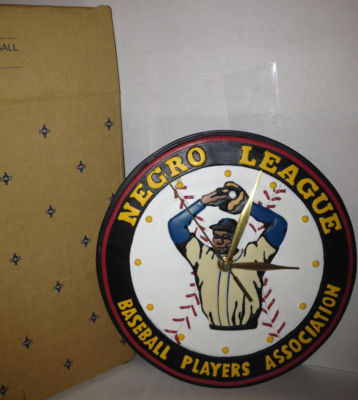 BALL
NEGRO LEAGUE
BASEBALL PLAYERS ASSOCIATION